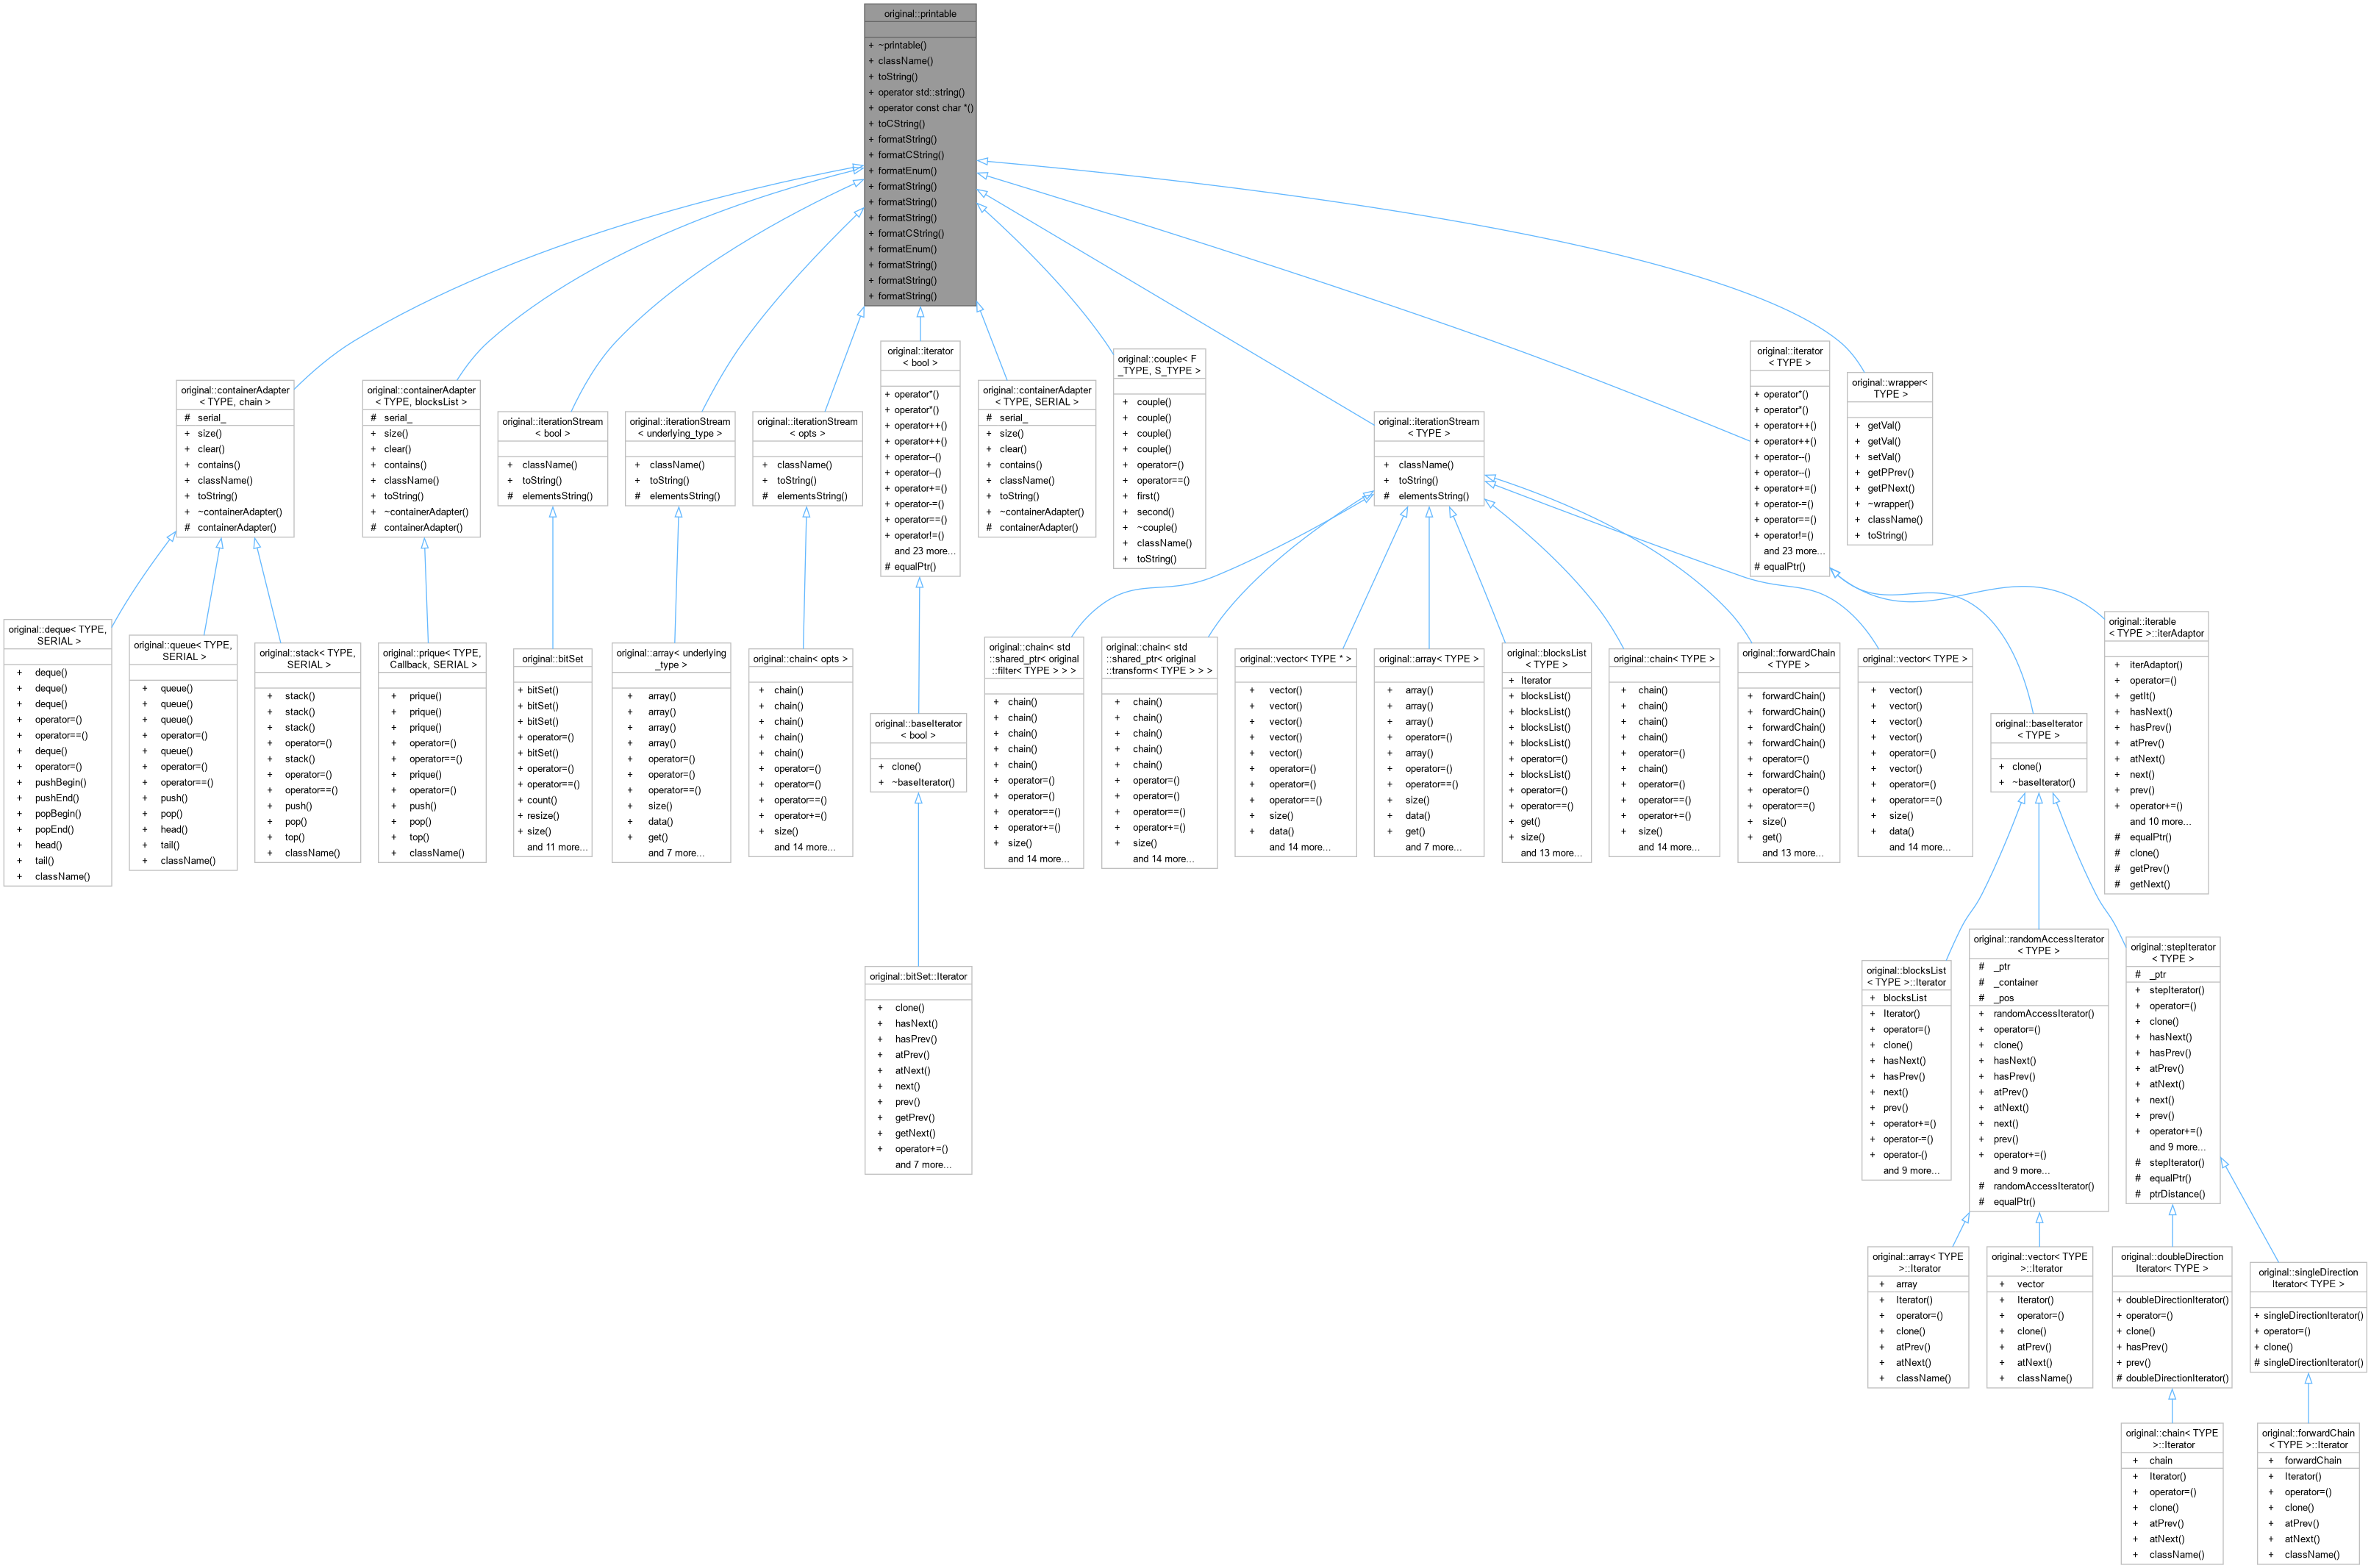 original::printable
+ ~printable()
+ className()
+ toString()
+ operator std::string()
+ operator const char *()
+ toCString()
+ formatString()
+ formatCString()
+ formatEnum()
+ formatString()
+ formatString()
+ formatString()
+ formatCString()
+ formatEnum()
+ formatString()
+ formatString()
+ formatString()
original::containerAdapter
< TYPE, chain >
# serial_
+ size()
+ clear()
+ contains()
+ className()
+ toString()
+ ~containerAdapter()
# containerAdapter()
original::containerAdapter
< TYPE, blocksList >
# serial_
+ size()
+ clear()
+ contains()
+ className()
+ toString()
+ ~containerAdapter()
# containerAdapter()
original::iterationStream
< bool >
+ className()
+ toString()
# elementsString()
original::iterationStream
< underlying_type >
+ className()
+ toString()
# elementsString()
original::iterationStream
< opts >
+ className()
+ toString()
# elementsString()
original::iterator
< bool >
+ operator*()
+ operator*()
+ operator++()
+ operator++()
+ operator--()
+ operator--()
+ operator+=()
+ operator-=()
+ operator==()
+ operator!=()
and 23 more...
# equalPtr()
original::containerAdapter
< TYPE, SERIAL >
# serial_
+ size()
+ clear()
+ contains()
+ className()
+ toString()
+ ~containerAdapter()
# containerAdapter()
original::couple< F
_TYPE, S_TYPE >
+ couple()
+ couple()
+ couple()
+ couple()
+ operator=()
+ operator==()
+ first()
+ second()
+ ~couple()
+ className()
+ toString()
original::iterationStream
< TYPE >
+ className()
+ toString()
# elementsString()
original::iterator
< TYPE >
+ operator*()
+ operator*()
+ operator++()
+ operator++()
+ operator--()
+ operator--()
+ operator+=()
+ operator-=()
+ operator==()
+ operator!=()
and 23 more...
# equalPtr()
original::wrapper<
TYPE >
+ getVal()
+ getVal()
+ setVal()
+ getPPrev()
+ getPNext()
+ ~wrapper()
+ className()
+ toString()
original::deque< TYPE,
SERIAL >
+ deque()
+ deque()
+ deque()
+ operator=()
+ operator==()
+ deque()
+ operator=()
+ pushBegin()
+ pushEnd()
+ popBegin()
+ popEnd()
+ head()
+ tail()
+ className()
original::queue< TYPE,
SERIAL >
+ queue()
+ queue()
+ queue()
+ operator=()
+ queue()
+ operator=()
+ operator==()
+ push()
+ pop()
+ head()
+ tail()
+ className()
original::stack< TYPE,
SERIAL >
+ stack()
+ stack()
+ stack()
+ operator=()
+ stack()
+ operator=()
+ operator==()
+ push()
+ pop()
+ top()
+ className()
original::prique< TYPE,
Callback, SERIAL >
+ prique()
+ prique()
+ prique()
+ operator=()
+ operator==()
+ prique()
+ operator=()
+ push()
+ pop()
+ top()
+ className()
original::bitSet
+ bitSet()
+ bitSet()
+ bitSet()
+ operator=()
+ bitSet()
+ operator=()
+ operator==()
+ count()
+ resize()
+ size()
and 11 more...
original::array< underlying
_type >
+ array()
+ array()
+ array()
+ array()
+ operator=()
+ operator=()
+ operator==()
+ size()
+ data()
+ get()
and 7 more...
original::chain< opts >
+ chain()
+ chain()
+ chain()
+ chain()
+ chain()
+ operator=()
+ operator=()
+ operator==()
+ operator+=()
+ size()
and 14 more...
original::baseIterator
< bool >
+ clone()
+ ~baseIterator()
original::chain< std
::shared_ptr< original
::filter< TYPE > > >
+ chain()
+ chain()
+ chain()
+ chain()
+ chain()
+ operator=()
+ operator=()
+ operator==()
+ operator+=()
+ size()
and 14 more...
original::chain< std
::shared_ptr< original
::transform< TYPE > > >
+ chain()
+ chain()
+ chain()
+ chain()
+ chain()
+ operator=()
+ operator=()
+ operator==()
+ operator+=()
+ size()
and 14 more...
original::vector< TYPE * >
+ vector()
+ vector()
+ vector()
+ vector()
+ vector()
+ operator=()
+ operator=()
+ operator==()
+ size()
+ data()
and 14 more...
original::array< TYPE >
+ array()
+ array()
+ array()
+ operator=()
+ array()
+ operator=()
+ operator==()
+ size()
+ data()
+ get()
and 7 more...
original::blocksList
< TYPE >
+ Iterator
+ blocksList()
+ blocksList()
+ blocksList()
+ blocksList()
+ operator=()
+ blocksList()
+ operator=()
+ operator==()
+ get()
+ size()
and 13 more...
original::chain< TYPE >
+ chain()
+ chain()
+ chain()
+ chain()
+ operator=()
+ chain()
+ operator=()
+ operator==()
+ operator+=()
+ size()
and 14 more...
original::forwardChain
< TYPE >
+ forwardChain()
+ forwardChain()
+ forwardChain()
+ forwardChain()
+ operator=()
+ forwardChain()
+ operator=()
+ operator==()
+ size()
+ get()
and 13 more...
original::vector< TYPE >
+ vector()
+ vector()
+ vector()
+ vector()
+ operator=()
+ vector()
+ operator=()
+ operator==()
+ size()
+ data()
and 14 more...
original::baseIterator
< TYPE >
+ clone()
+ ~baseIterator()
original::iterable
< TYPE >::iterAdaptor
+ iterAdaptor()
+ operator=()
+ getIt()
+ hasNext()
+ hasPrev()
+ atPrev()
+ atNext()
+ next()
+ prev()
+ operator+=()
and 10 more...
# equalPtr()
# clone()
# getPrev()
# getNext()
original::bitSet::Iterator
+ clone()
+ hasNext()
+ hasPrev()
+ atPrev()
+ atNext()
+ next()
+ prev()
+ getPrev()
+ getNext()
+ operator+=()
and 7 more...
original::blocksList
< TYPE >::Iterator
+ blocksList
+ Iterator()
+ operator=()
+ clone()
+ hasNext()
+ hasPrev()
+ next()
+ prev()
+ operator+=()
+ operator-=()
+ operator-()
and 9 more...
original::randomAccessIterator
< TYPE >
# _ptr
# _container
# _pos
+ randomAccessIterator()
+ operator=()
+ clone()
+ hasNext()
+ hasPrev()
+ atPrev()
+ atNext()
+ next()
+ prev()
+ operator+=()
and 9 more...
# randomAccessIterator()
# equalPtr()
original::stepIterator
< TYPE >
# _ptr
+ stepIterator()
+ operator=()
+ clone()
+ hasNext()
+ hasPrev()
+ atPrev()
+ atNext()
+ next()
+ prev()
+ operator+=()
and 9 more...
# stepIterator()
# equalPtr()
# ptrDistance()
original::array< TYPE
>::Iterator
+ array
+ Iterator()
+ operator=()
+ clone()
+ atPrev()
+ atNext()
+ className()
original::vector< TYPE
>::Iterator
+ vector
+ Iterator()
+ operator=()
+ clone()
+ atPrev()
+ atNext()
+ className()
original::doubleDirection
Iterator< TYPE >
+ doubleDirectionIterator()
+ operator=()
+ clone()
+ hasPrev()
+ prev()
# doubleDirectionIterator()
original::singleDirection
Iterator< TYPE >
+ singleDirectionIterator()
+ operator=()
+ clone()
# singleDirectionIterator()
original::chain< TYPE
>::Iterator
+ chain
+ Iterator()
+ operator=()
+ clone()
+ atPrev()
+ atNext()
+ className()
original::forwardChain
< TYPE >::Iterator
+ forwardChain
+ Iterator()
+ operator=()
+ clone()
+ atPrev()
+ atNext()
+ className()